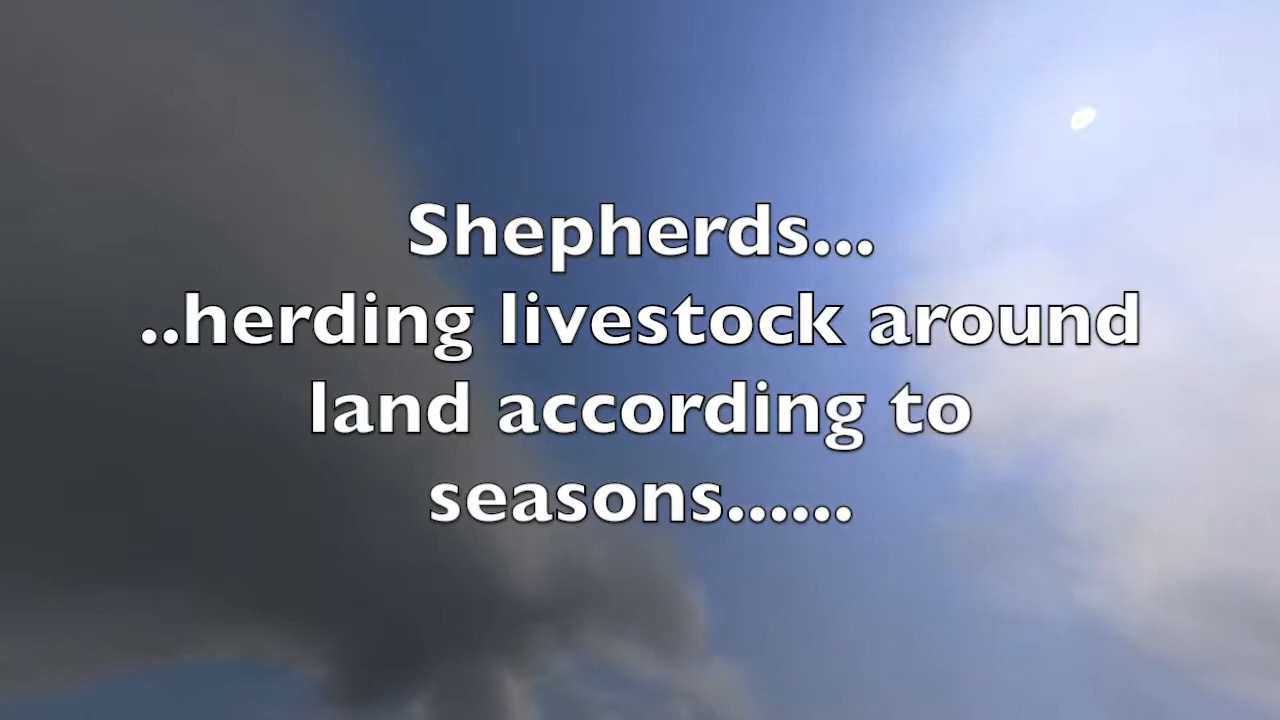 Shepherds...
..herding livestock around
land according to
seasons......